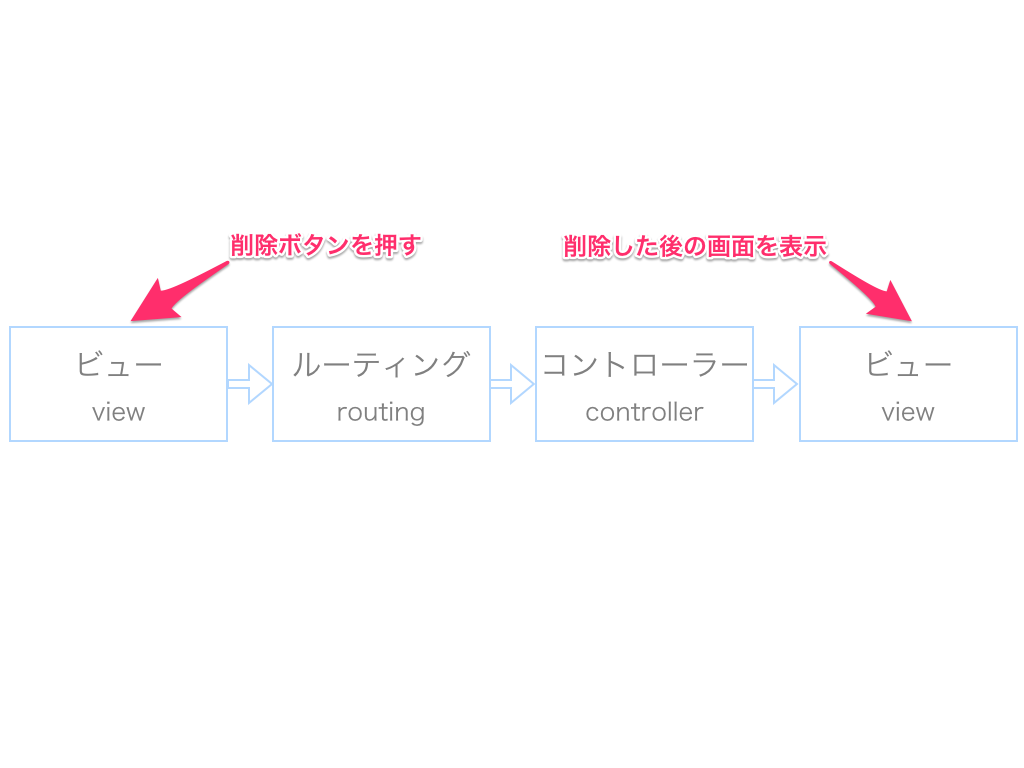 削除ボタンを押す
削除した後の画面を表示
ビュー
view
ルーティング
routing
コントローラー
controller
ビュー
view